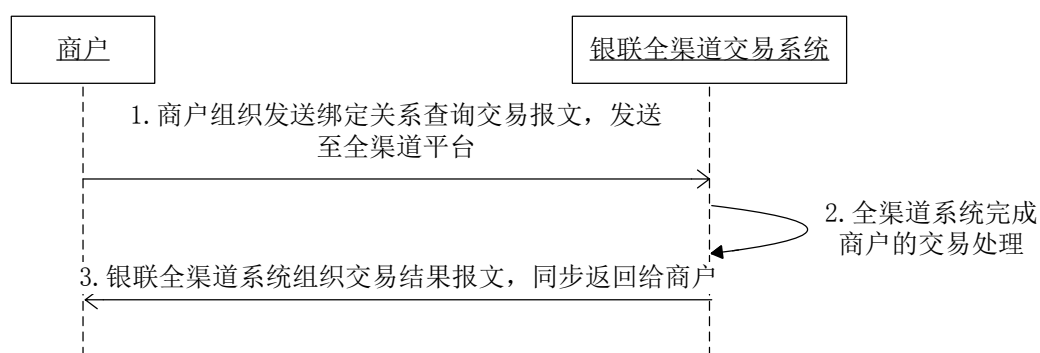 商户
银联全渠道交易系统
1.商户组织发送绑定关系查询交易报文，发送
至全渠道平台
2.全渠道系统完成
商户的交易处理
3.银联全渠道系统组织交易结果报文，同步返回给商户